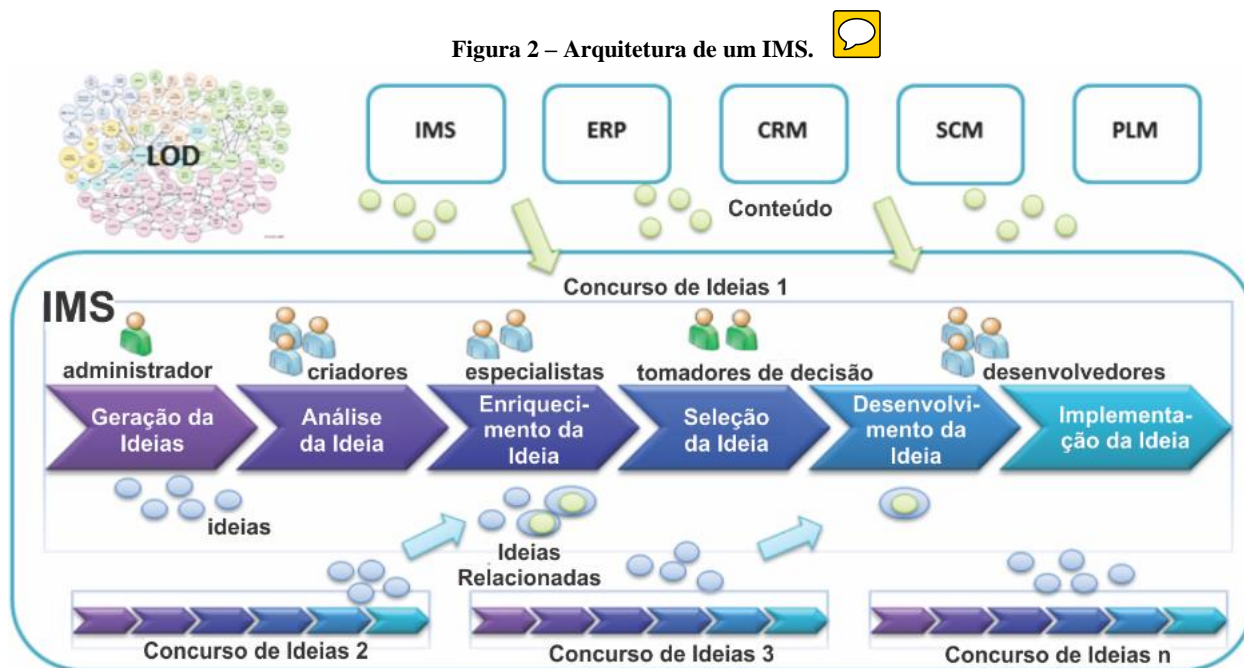 Figura 2 – Arquitetura de um IMS.
LOD
IMS
ERP
CRM
SCM
PLM
Conteúdo
Concurso de Ideias 1
IMS
administrador
criadores
especialistas
tomadores de decisão
desenvolvedores
Geração da
Ideias
Análise
da Ideia
Enriqueci-
mento da
Ideia
Seleção
da Ideia
Desenvolvi-
mento da
Ideia
Implementa-
ção da Ideia
ideias
Ideias
Relacionadas
Concurso de Ideias 2
Concurso de Ideias 3
Concurso de Ideias n